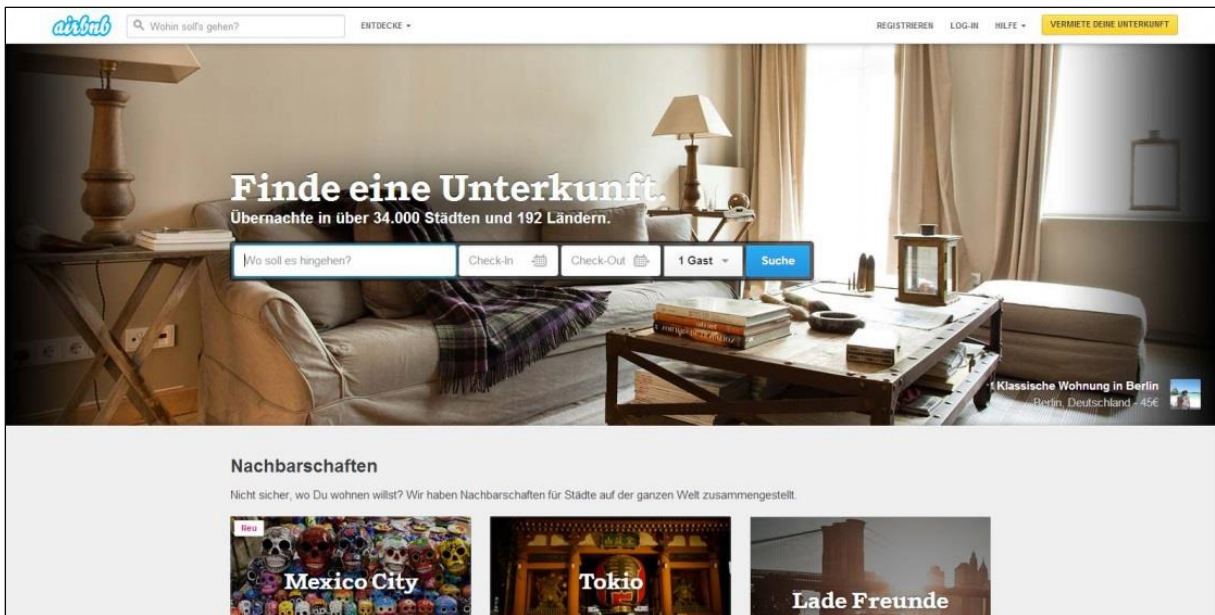 airbnb
Wohin soll's gehen?
ENTDECKE
REGISTRIEREN
LOG-IN
HILFE
VERMIETE DEINE UNTERKUNFT
Finde eine Unterkunft.
Übernachte in über 34.000 Städten und 192 Ländern.
Wo soll es hingehen?
Check-In
Check-Out
1 Gast
Suche
Klassische Wohnung in Berlin
Berlin, Deutschland - 45€
Nachbarschaften
Nicht sicher, wo Du wohnen willst? Wir haben Nachbarschaften für Städte auf der ganzen Welt zusammengestellt.
Neu
Mexico City
Tokio
Lade Freunde